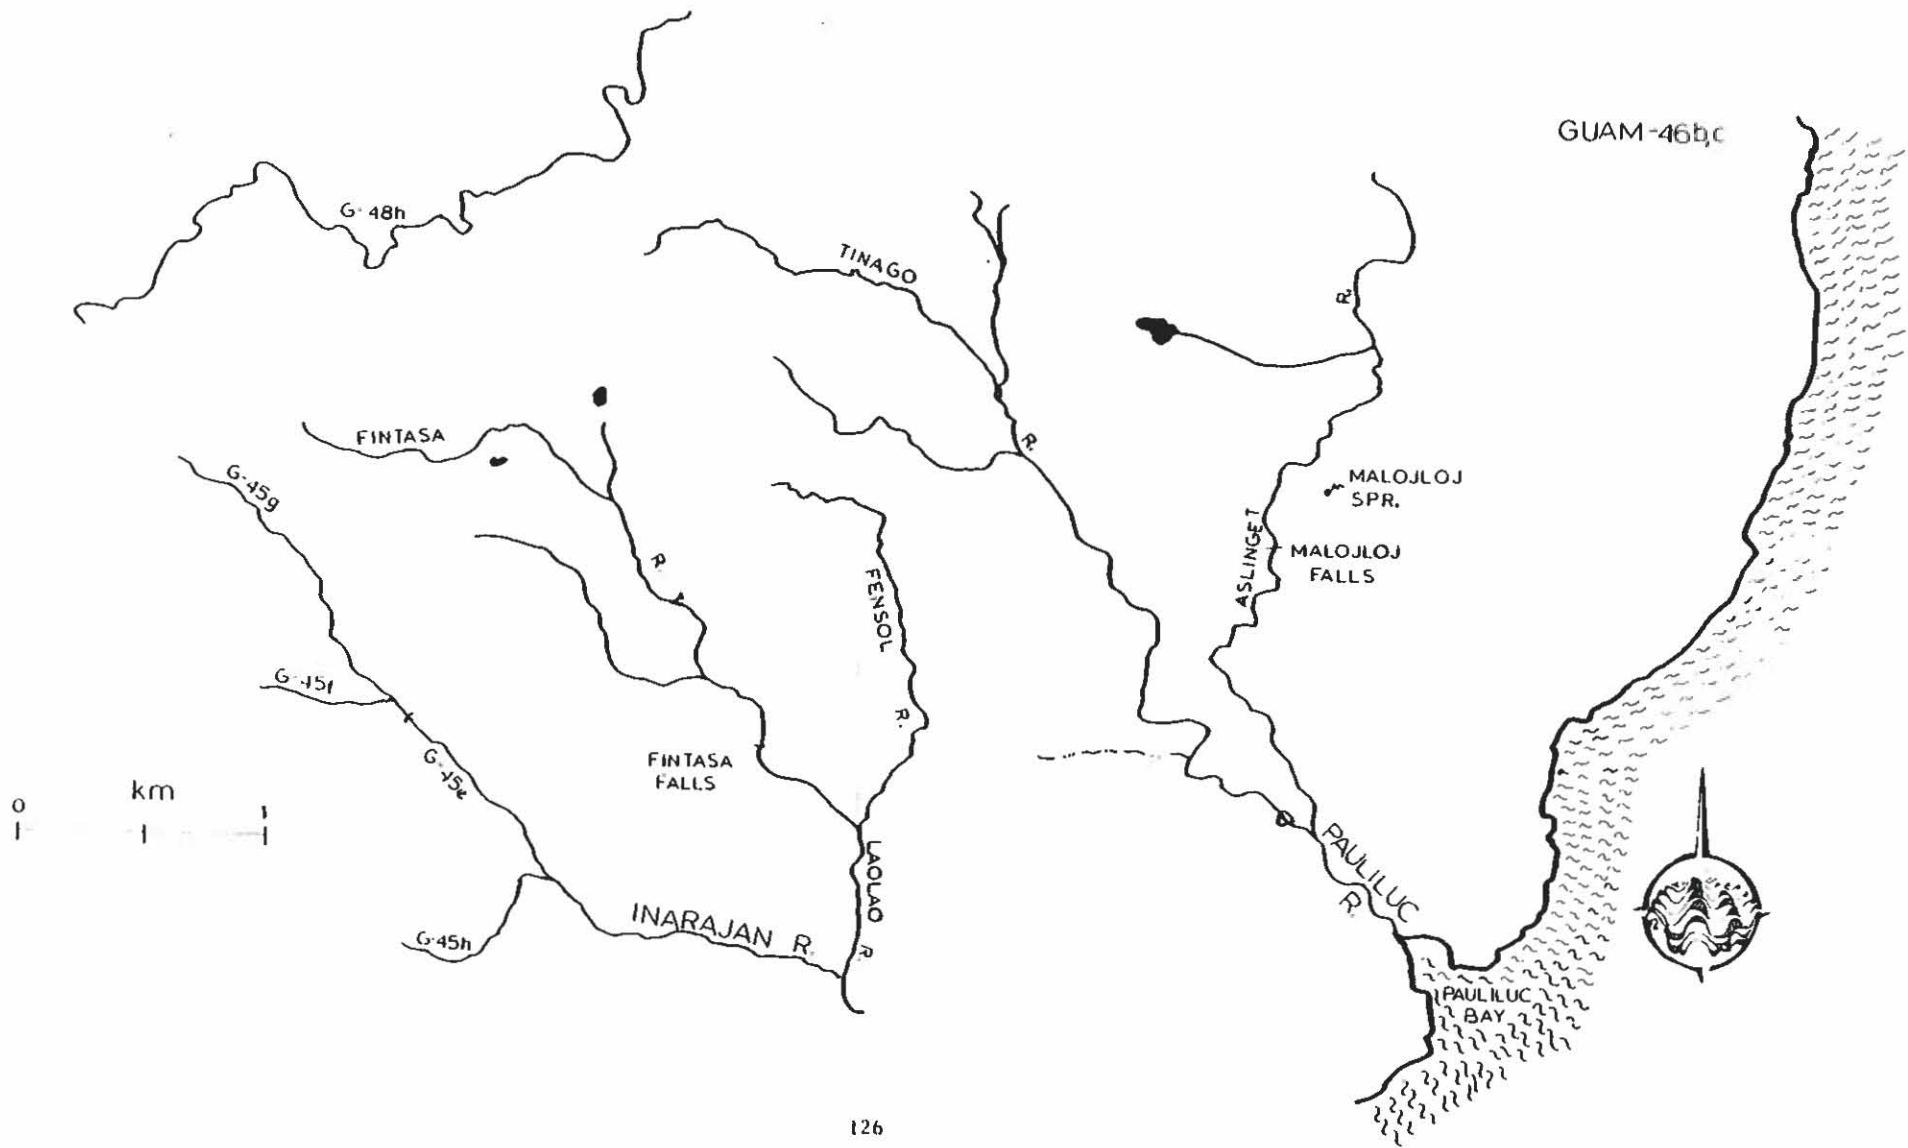 GUAM-46b,c
G-48h
TINAGO
R.
R.
FINTASA
G-45g
MALOJLOJ
SPR.
ASLINGET
MALOJLOJ
FALLS
R.
FENSOL
R.
G-45f
G-45e
FINTASA
FALLS
km
0
1
PAULILUC
R.
LAOLAO
R.
INARAJAN R.
G-45h
PAULILUC
BAY
126